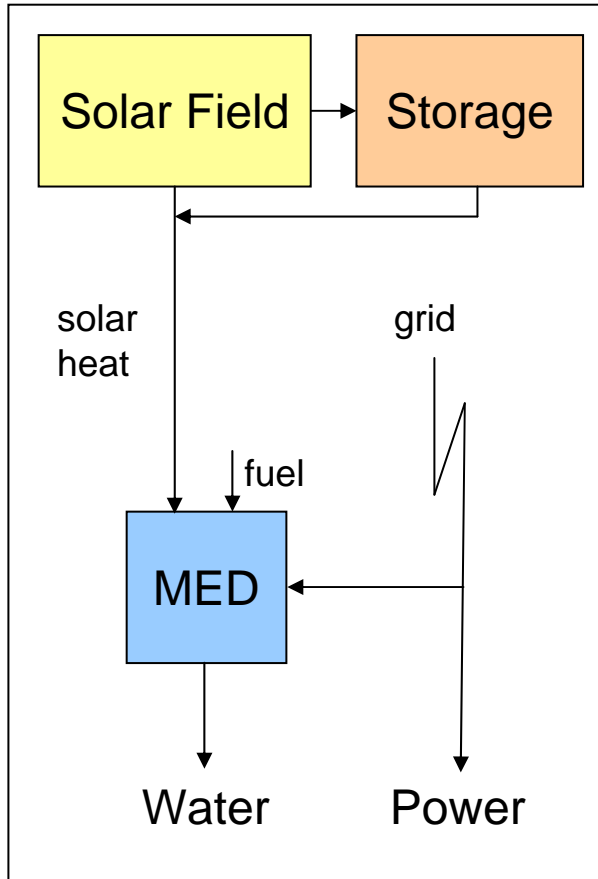 Solar Field
Storage
solar
heat
grid
fuel
MED
Water
Power